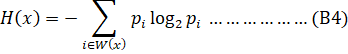 H(x) = − ∑_{i∈W(x)} p_i log_2 p_i … … … … … … (B4)